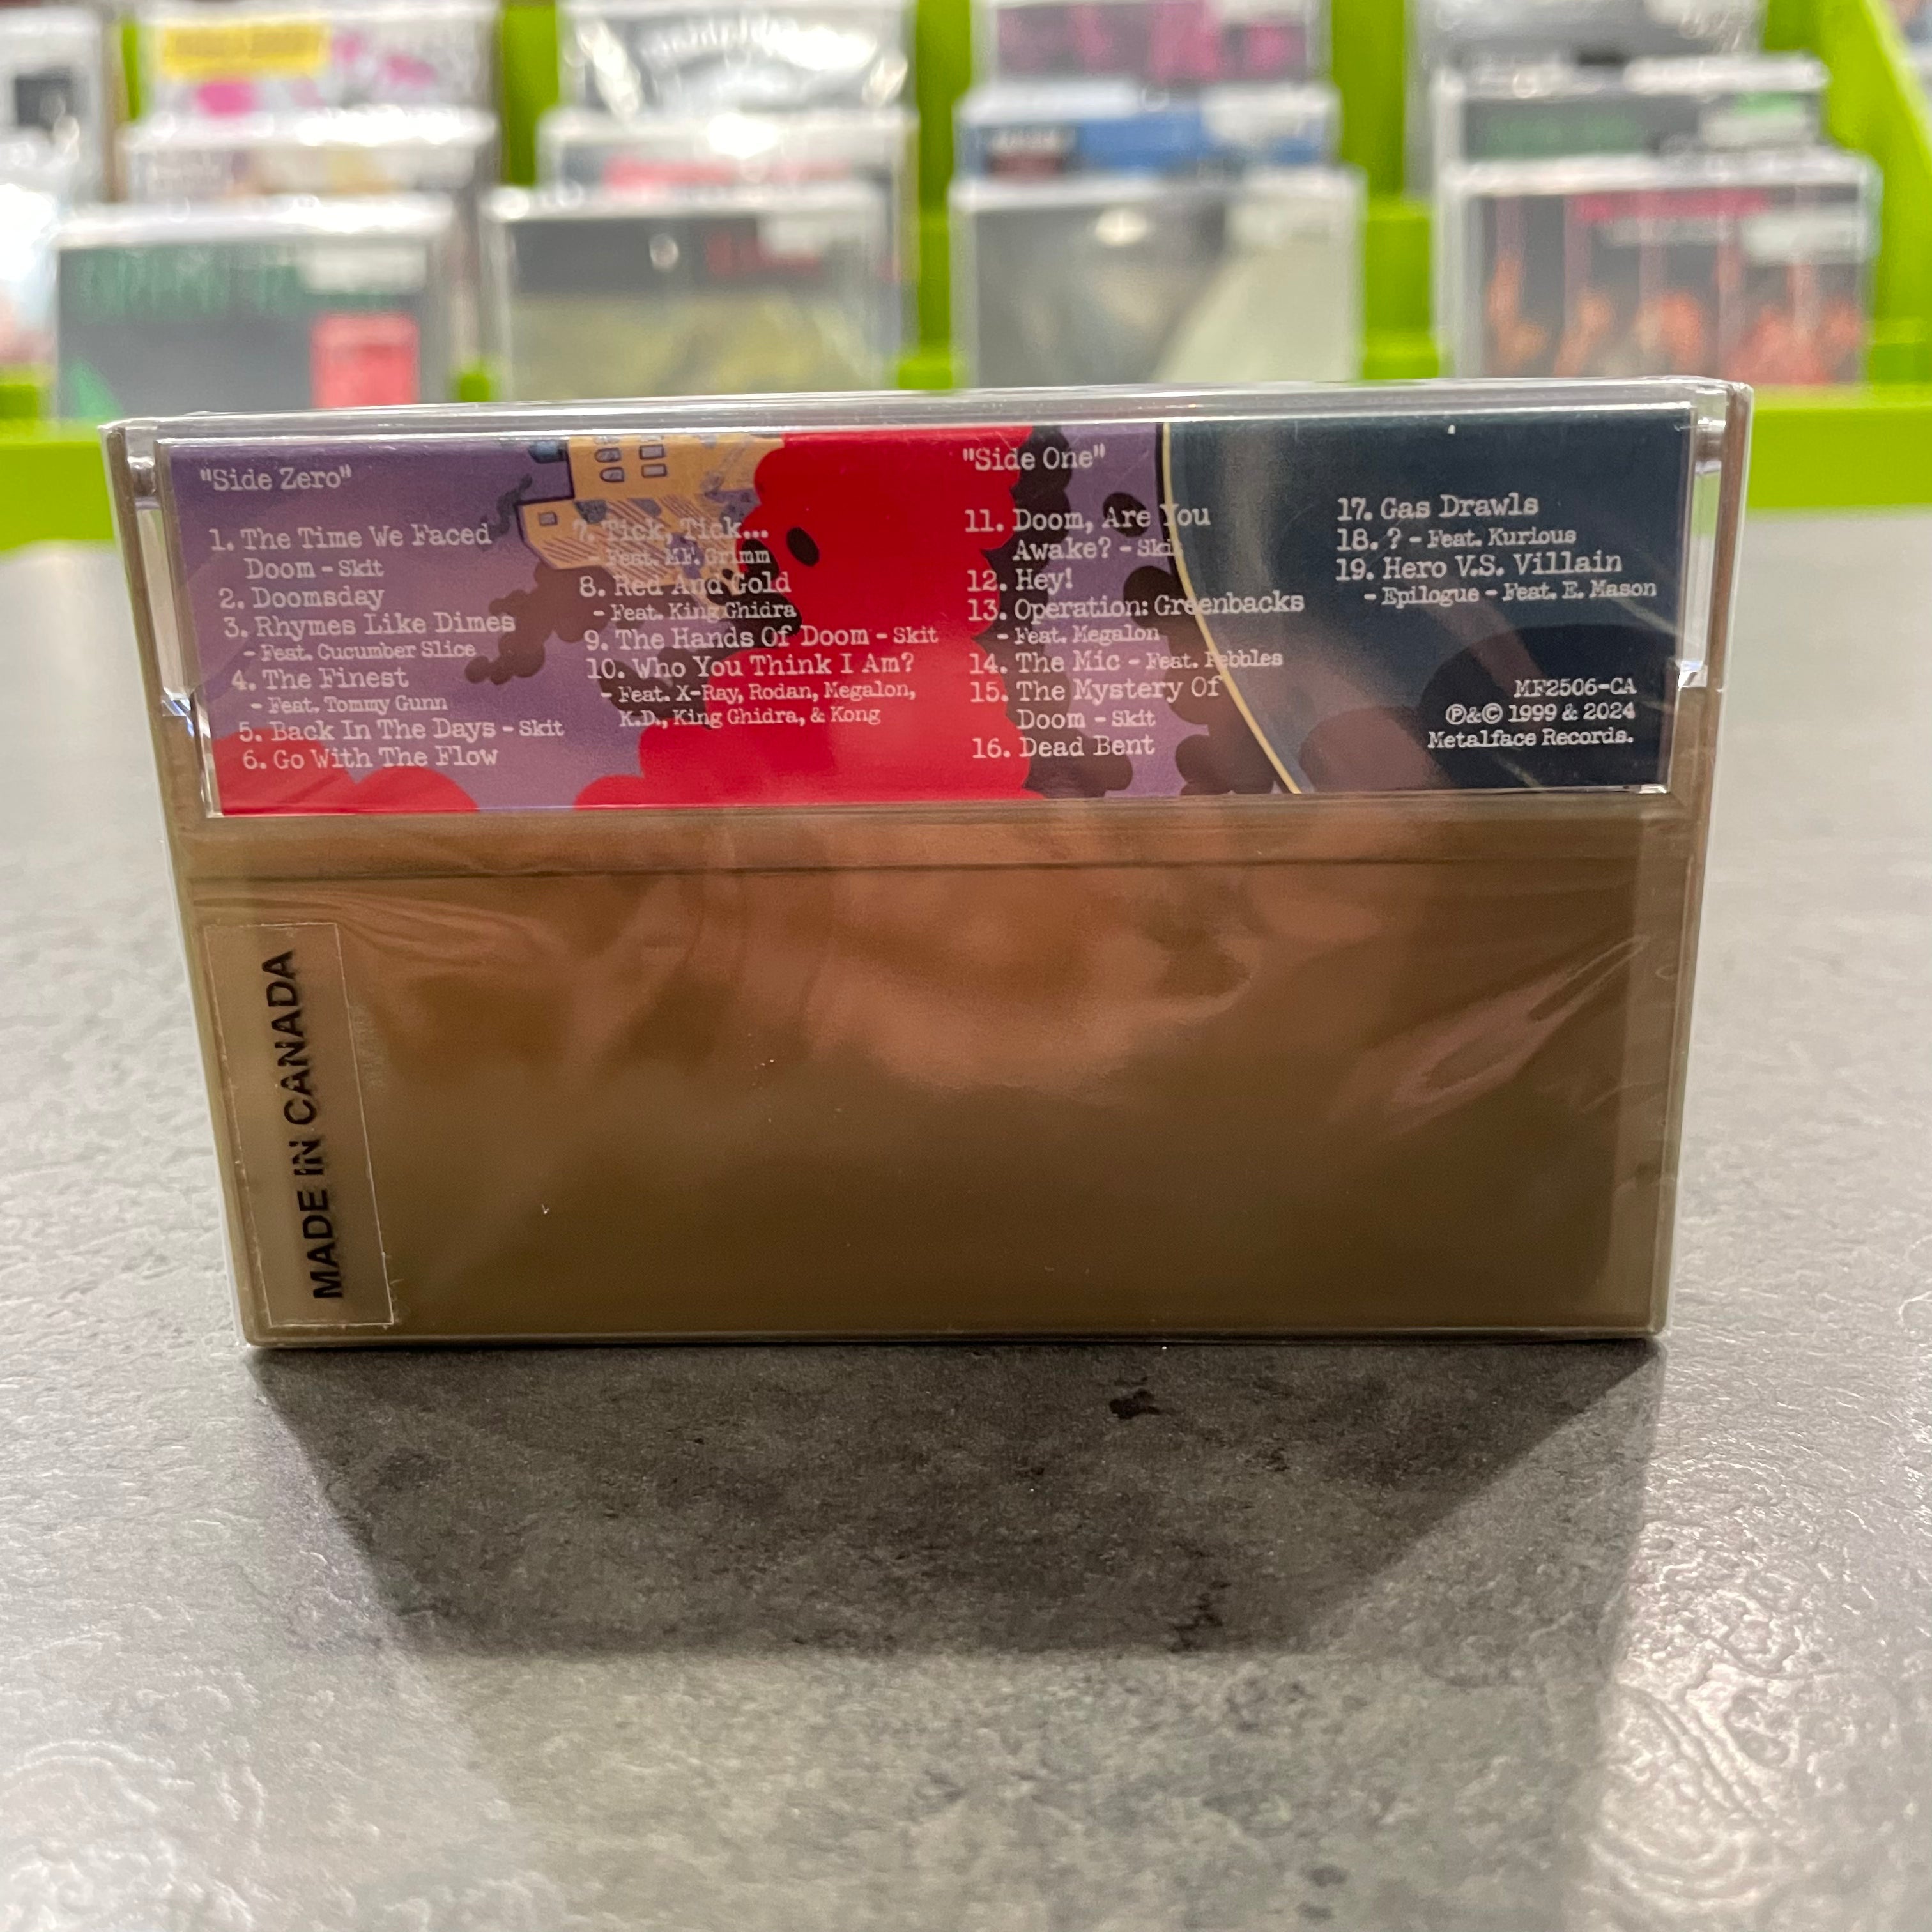 "Side Zero"
1. The Time We Faced
Doom - Skit
2. Doomsday
3. Rhymes Like Dimes
- Feat. Cucumber Slice
4. The Finest
- Feat. Tommy Gunn
5. Back In The Days - Skit
6. Go With The Flow
7. Tick, Tick...
Feat. M.F. Grimm
8. Red And Gold
- Feat. King Ghidra
9. The Hands Of Doom - Skit
10. Who You Think I Am?
- Feat. X-Ray, Rodan, Megalon,
K.D., King Ghidra, & Kong
"Side One"
11. Doom, Are You
Awake? - Skit
12. Hey!
13. Operation: Greenbacks
- Feat. Megalon
14. The Mic - Feat. Pebbles
15. The Mystery Of
Doom - Skit
16. Dead Bent
17. Gas Drawls
18. ? - Feat. Kurious
19. Hero V.S. Villain
- Epilogue - Feat. E. Mason
MF2506-CA
℗&© 1999 & 2024
Metalface Records.
MADE IN CANADA